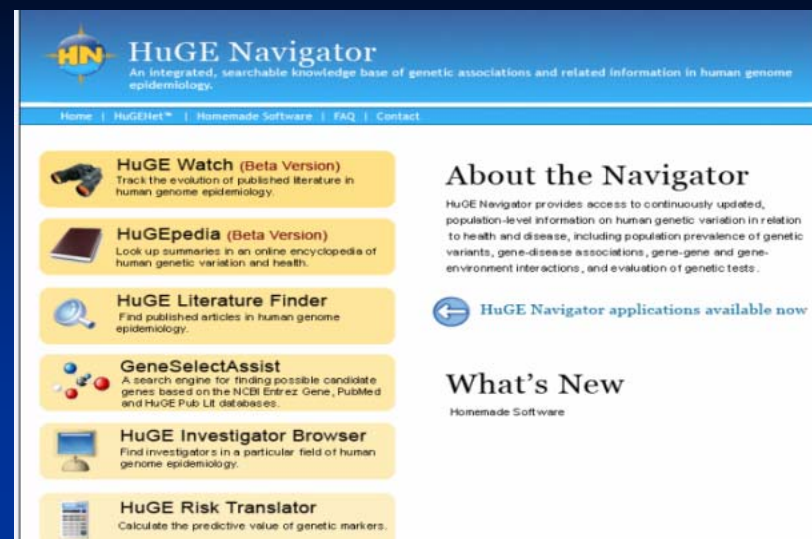 HN
HuGE Navigator
An integrated, searchable knowledge base of genetic associations and related information in human genome
epidemiology.
Home | HuGENet™ | Homemade Software | FAQ | Contact
HuGE Watch (Beta Version)
Track the evolution of published literature in
human genome epidemiology.
HuGEpedia (Beta Version)
Look up summaries in an online encyclopedia of
human genetic variation and health.
HuGE Literature Finder
Find published articles in human genome
epidemiology.
GeneSelectAssist
A search engine for finding possible candidate
genes based on the NCBI Entrez Gene, PubMed
and HuGE Pub Lit databases.
HuGE Investigator Browser
Find investigators in a particular field of human
genome epidemiology.
HuGE Risk Translator
Calculate the predictive value of genetic markers.
About the Navigator
HuGE Navigator provides access to continuously updated,
population-level information on human genetic variation in relation
to health and disease, including population prevalence of genetic
variants, gene-disease associations, gene-gene and gene-
environment interactions, and evaluation of genetic tests.
HuGE Navigator applications available now
What's New
Homemade Software